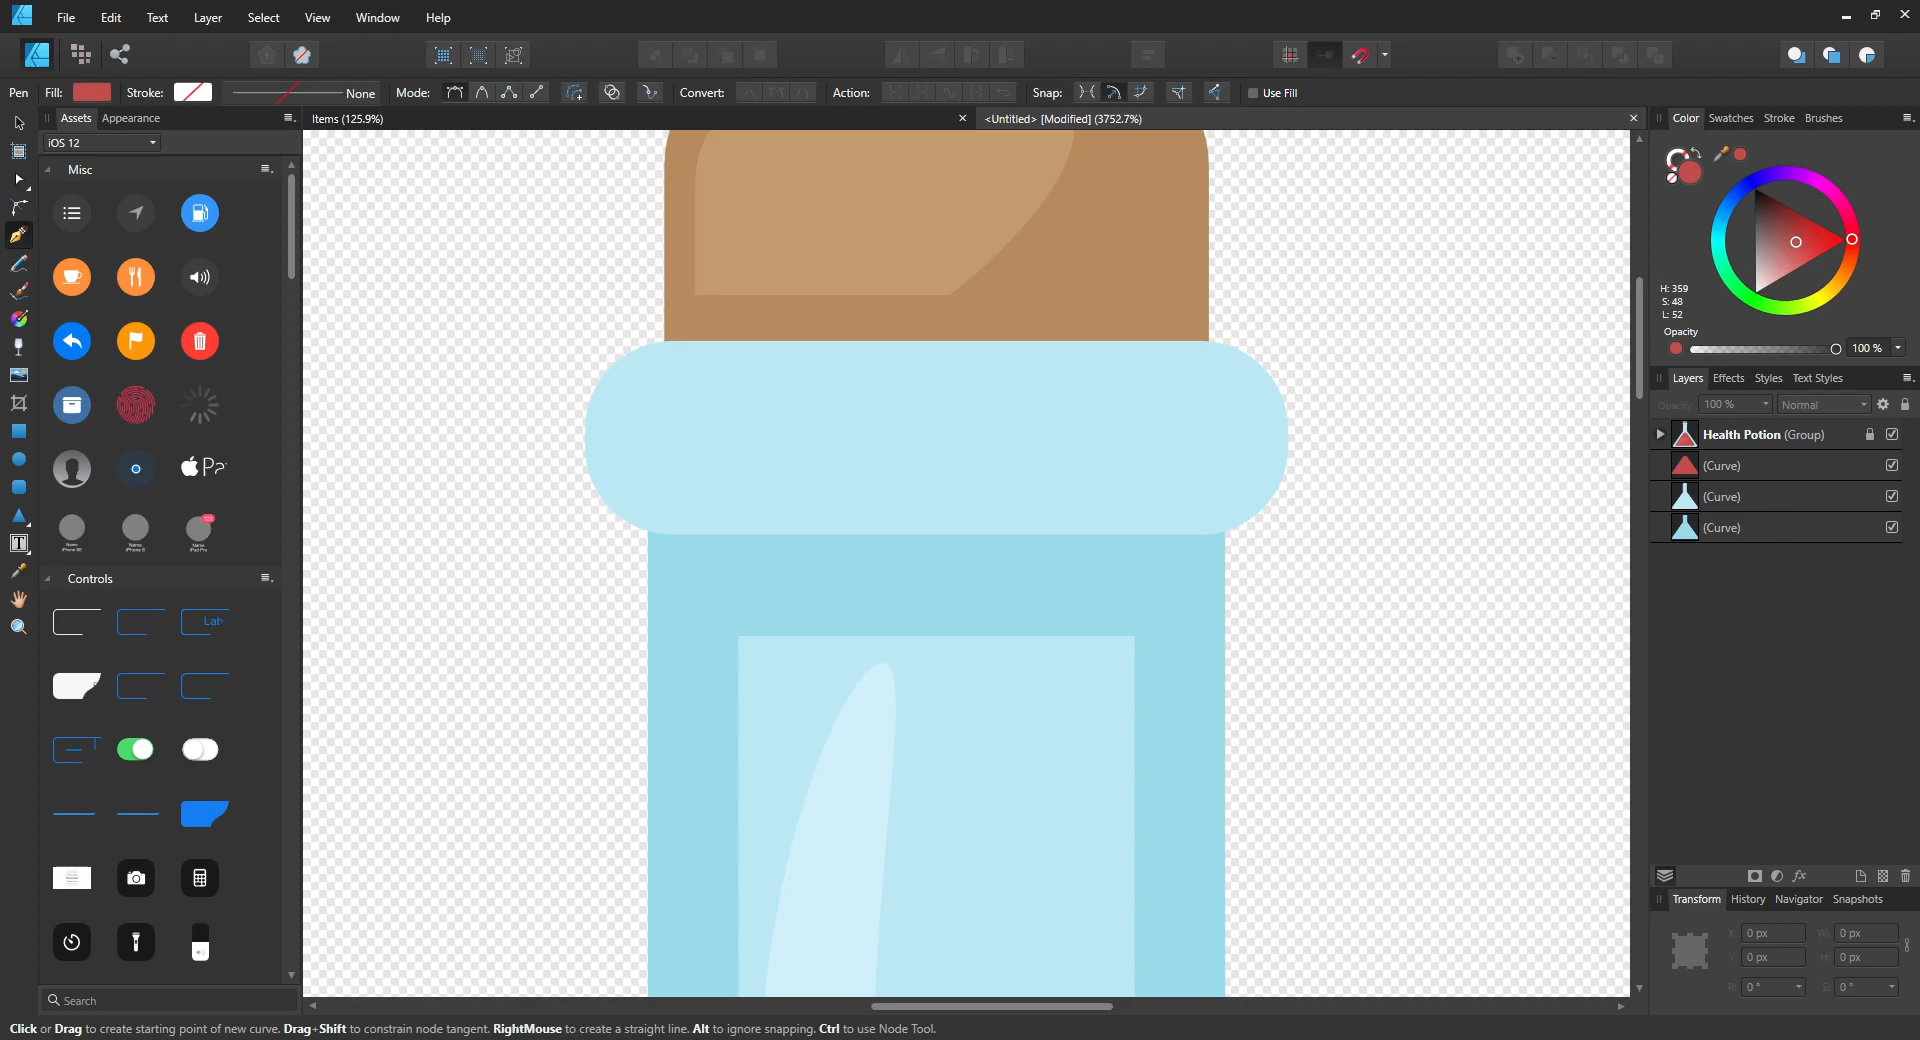 File Edit Text Layer Select View Window Help
Pen Fill: Stroke: None Mode: Convert: Action: Snap: Use Fill
Assets Appearance
Items (125.9%)
<Untitled> [Modified] (3752.7%)
Color Swatches Stroke Brushes
iOS 12
Misc
H: 359
S: 48
L: 52
Opacity
100 %
Layers Effects Styles Text Styles
Opacity: 100 % Normal
Health Potion (Group)
(Curve)
(Curve)
(Curve)
Controls
Lab
Transform History Navigator Snapshots
X: 0 px W: 0 px
Y: 0 px H: 0 px
R: 0 ° S: 0 °
Search
Click or Drag to create starting point of new curve. Drag+Shift to constrain node tangent. RightMouse to create a straight line. Alt to ignore snapping. Ctrl to use Node Tool.